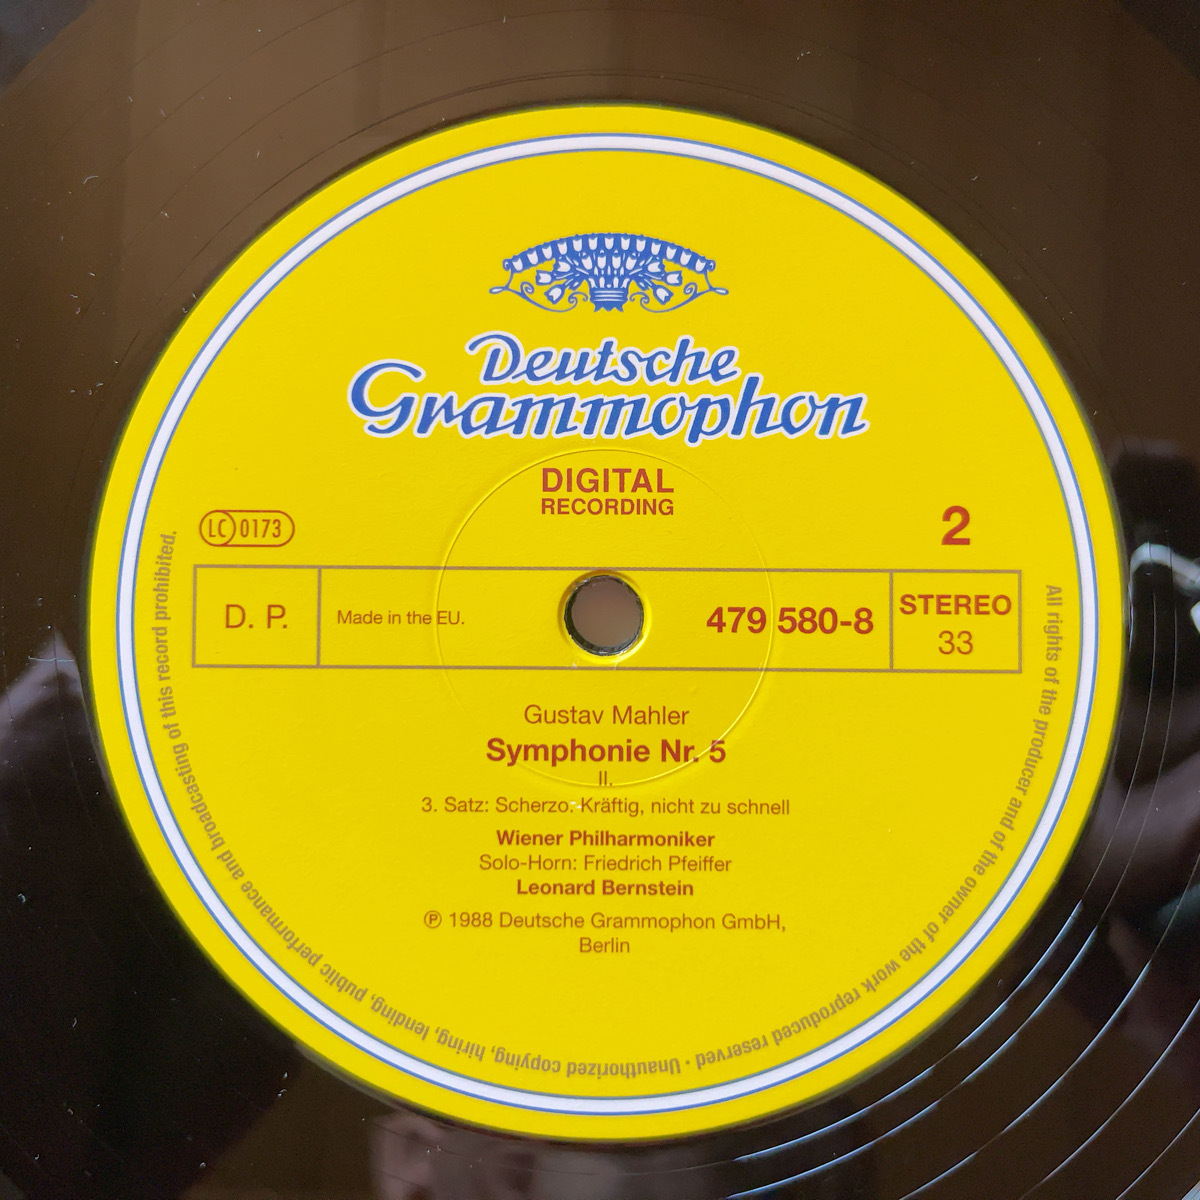 Deutsche
Grammophon
DIGITAL
RECORDING
LC 0173
2
D. P.
Made in the EU.
479 580-8
STEREO
33
Gustav Mahler
Symphonie Nr. 5
II.
3. Satz: Scherzo. Kräftig, nicht zu schnell
Wiener Philharmoniker
Solo-Horn: Friedrich Pfeiffer
Leonard Bernstein
℗ 1988 Deutsche Grammophon GmbH,
Berlin
All rights of the producer and of the owner of the work reproduced reserved · Unauthorized copying, hiring, lending, public performance and broadcasting of this record prohibited.